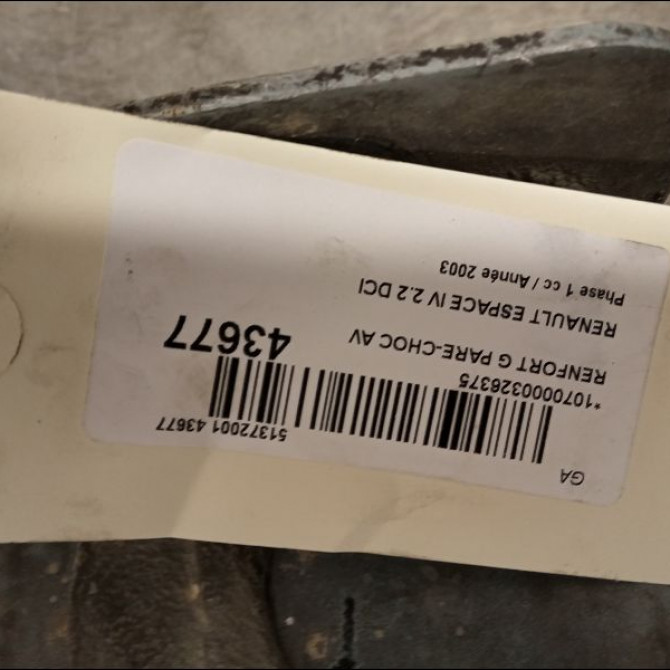 GA
51372001 43677
*1070000326375
RENFORT G PARE-CHOC AV
43677
RENAULT ESPACE IV 2.2 DCI
Phase 1 cc / Année 2003